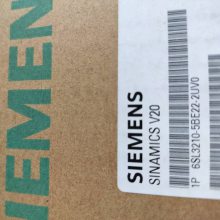 SIEMENS
SIEMENS
SINAMICS V20
1P 6SL3210-5BE22-2UV0